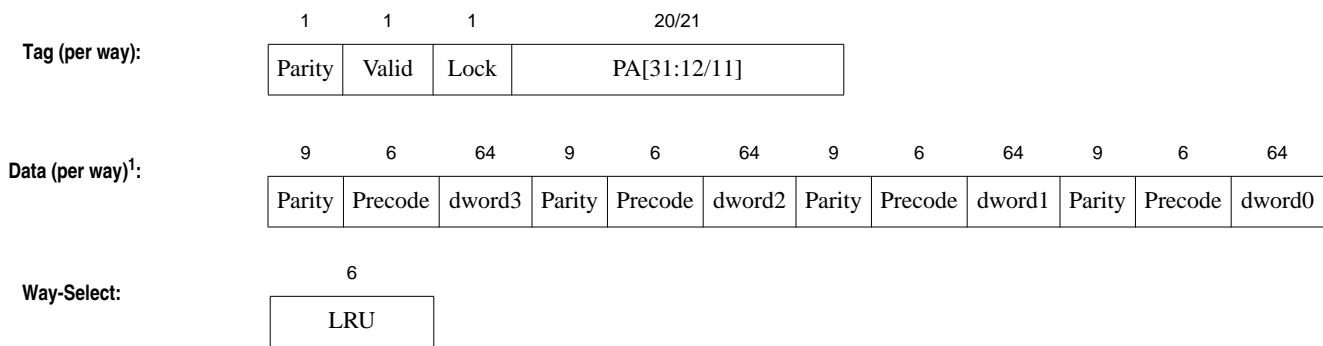 1 1 1 20/21
Tag (per way): Parity Valid Lock PA[31:12/11]
9 6 64 9 6 64 9 6 64 9 6 64
Data (per way)1: Parity Precode dword3 Parity Precode dword2 Parity Precode dword1 Parity Precode dword0
6
Way-Select: LRU